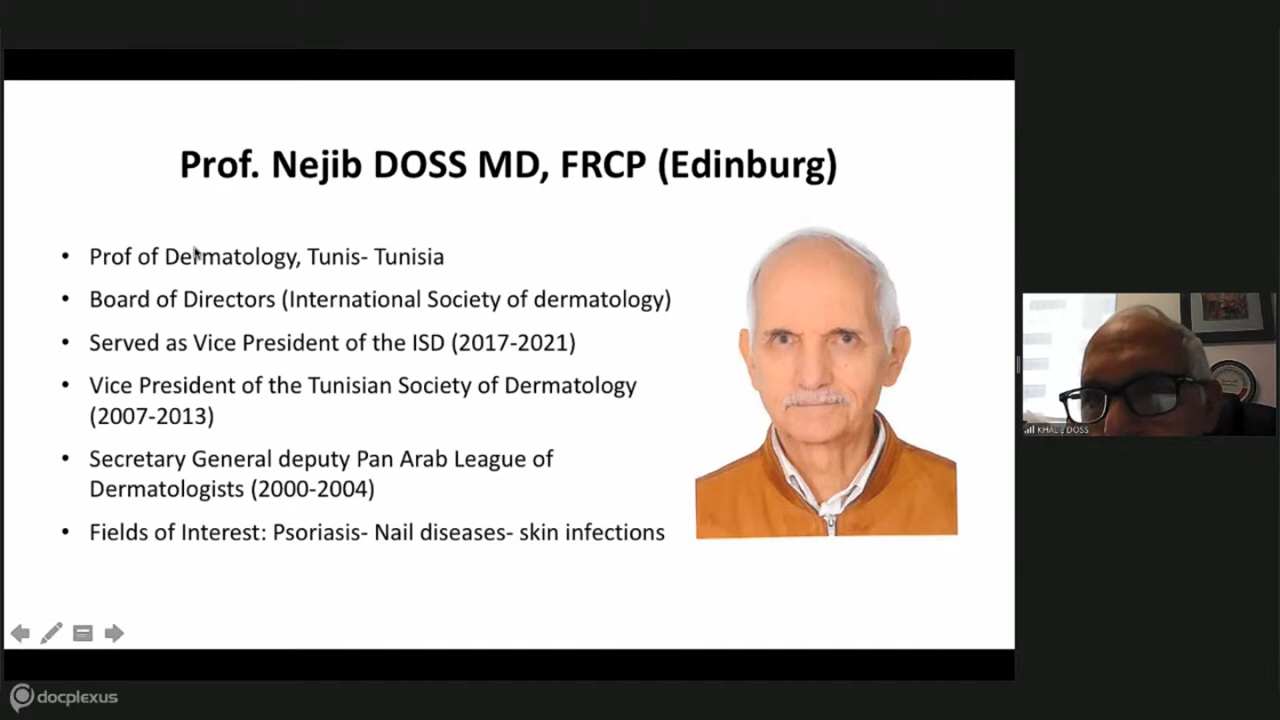 Prof. Nejib DOSS MD, FRCP (Edinburg)
• Prof of Dermatology, Tunis- Tunisia
• Board of Directors (International Society of dermatology)
• Served as Vice President of the ISD (2017-2021)
• Vice President of the Tunisian Society of Dermatology
(2007-2013)
• Secretary General deputy Pan Arab League of
Dermatologists (2000-2004)
• Fields of Interest: Psoriasis- Nail diseases- skin infections
DOSS
docplexus